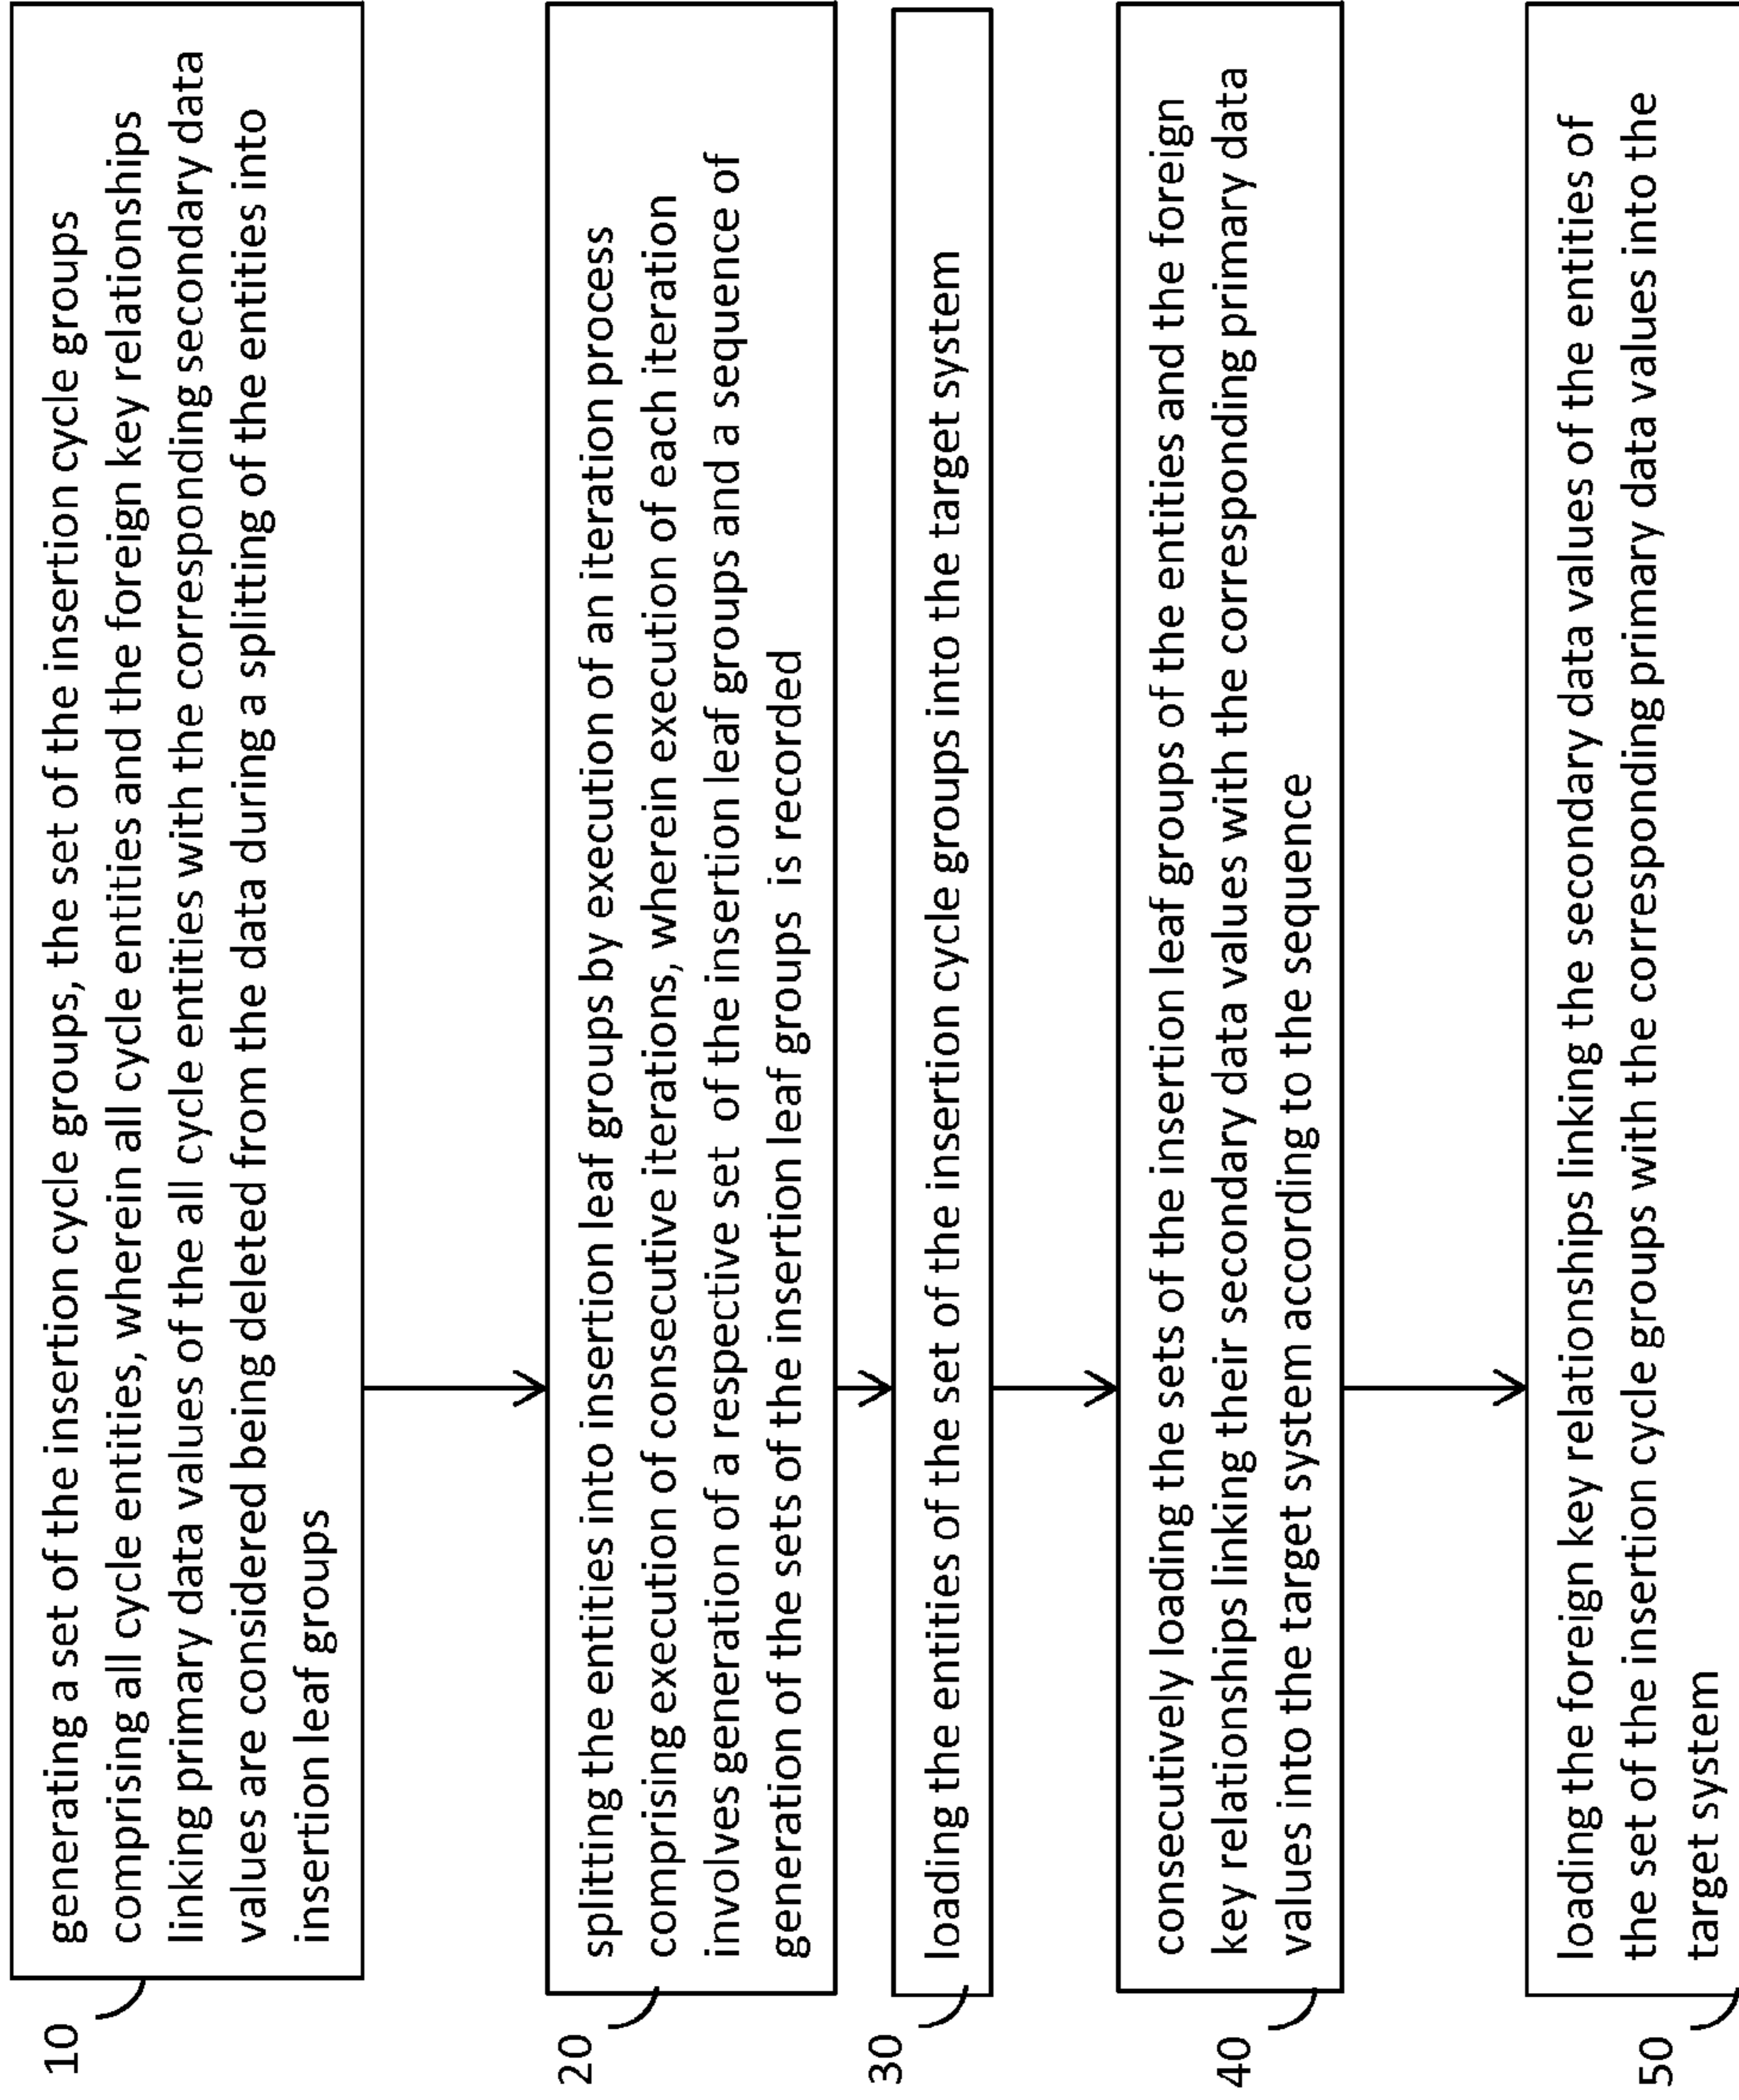 10
generating a set of the insertion cycle groups, the set of the insertion cycle groups
comprising all cycle entities, wherein all cycle entities and the foreign key relationships
linking primary data values of the all cycle entities with the corresponding secondary data
values are considered being deleted from the data during a splitting of the entities into
insertion leaf groups
20
splitting the entities into insertion leaf groups by execution of an iteration process
comprising execution of consecutive iterations, wherein execution of each iteration
involves generation of a respective set of the insertion leaf groups and a sequence of
generation of the sets of the insertion leaf groups is recorded
30
loading the entities of the set of the insertion cycle groups into the target system
40
consecutively loading the sets of the insertion leaf groups of the entities and the foreign
key relationships linking their secondary data values with the corresponding primary data
values into the target system according to the sequence
50
loading the foreign key relationships linking the secondary data values of the entities of
the set of the insertion cycle groups with the corresponding primary data values into the
target system